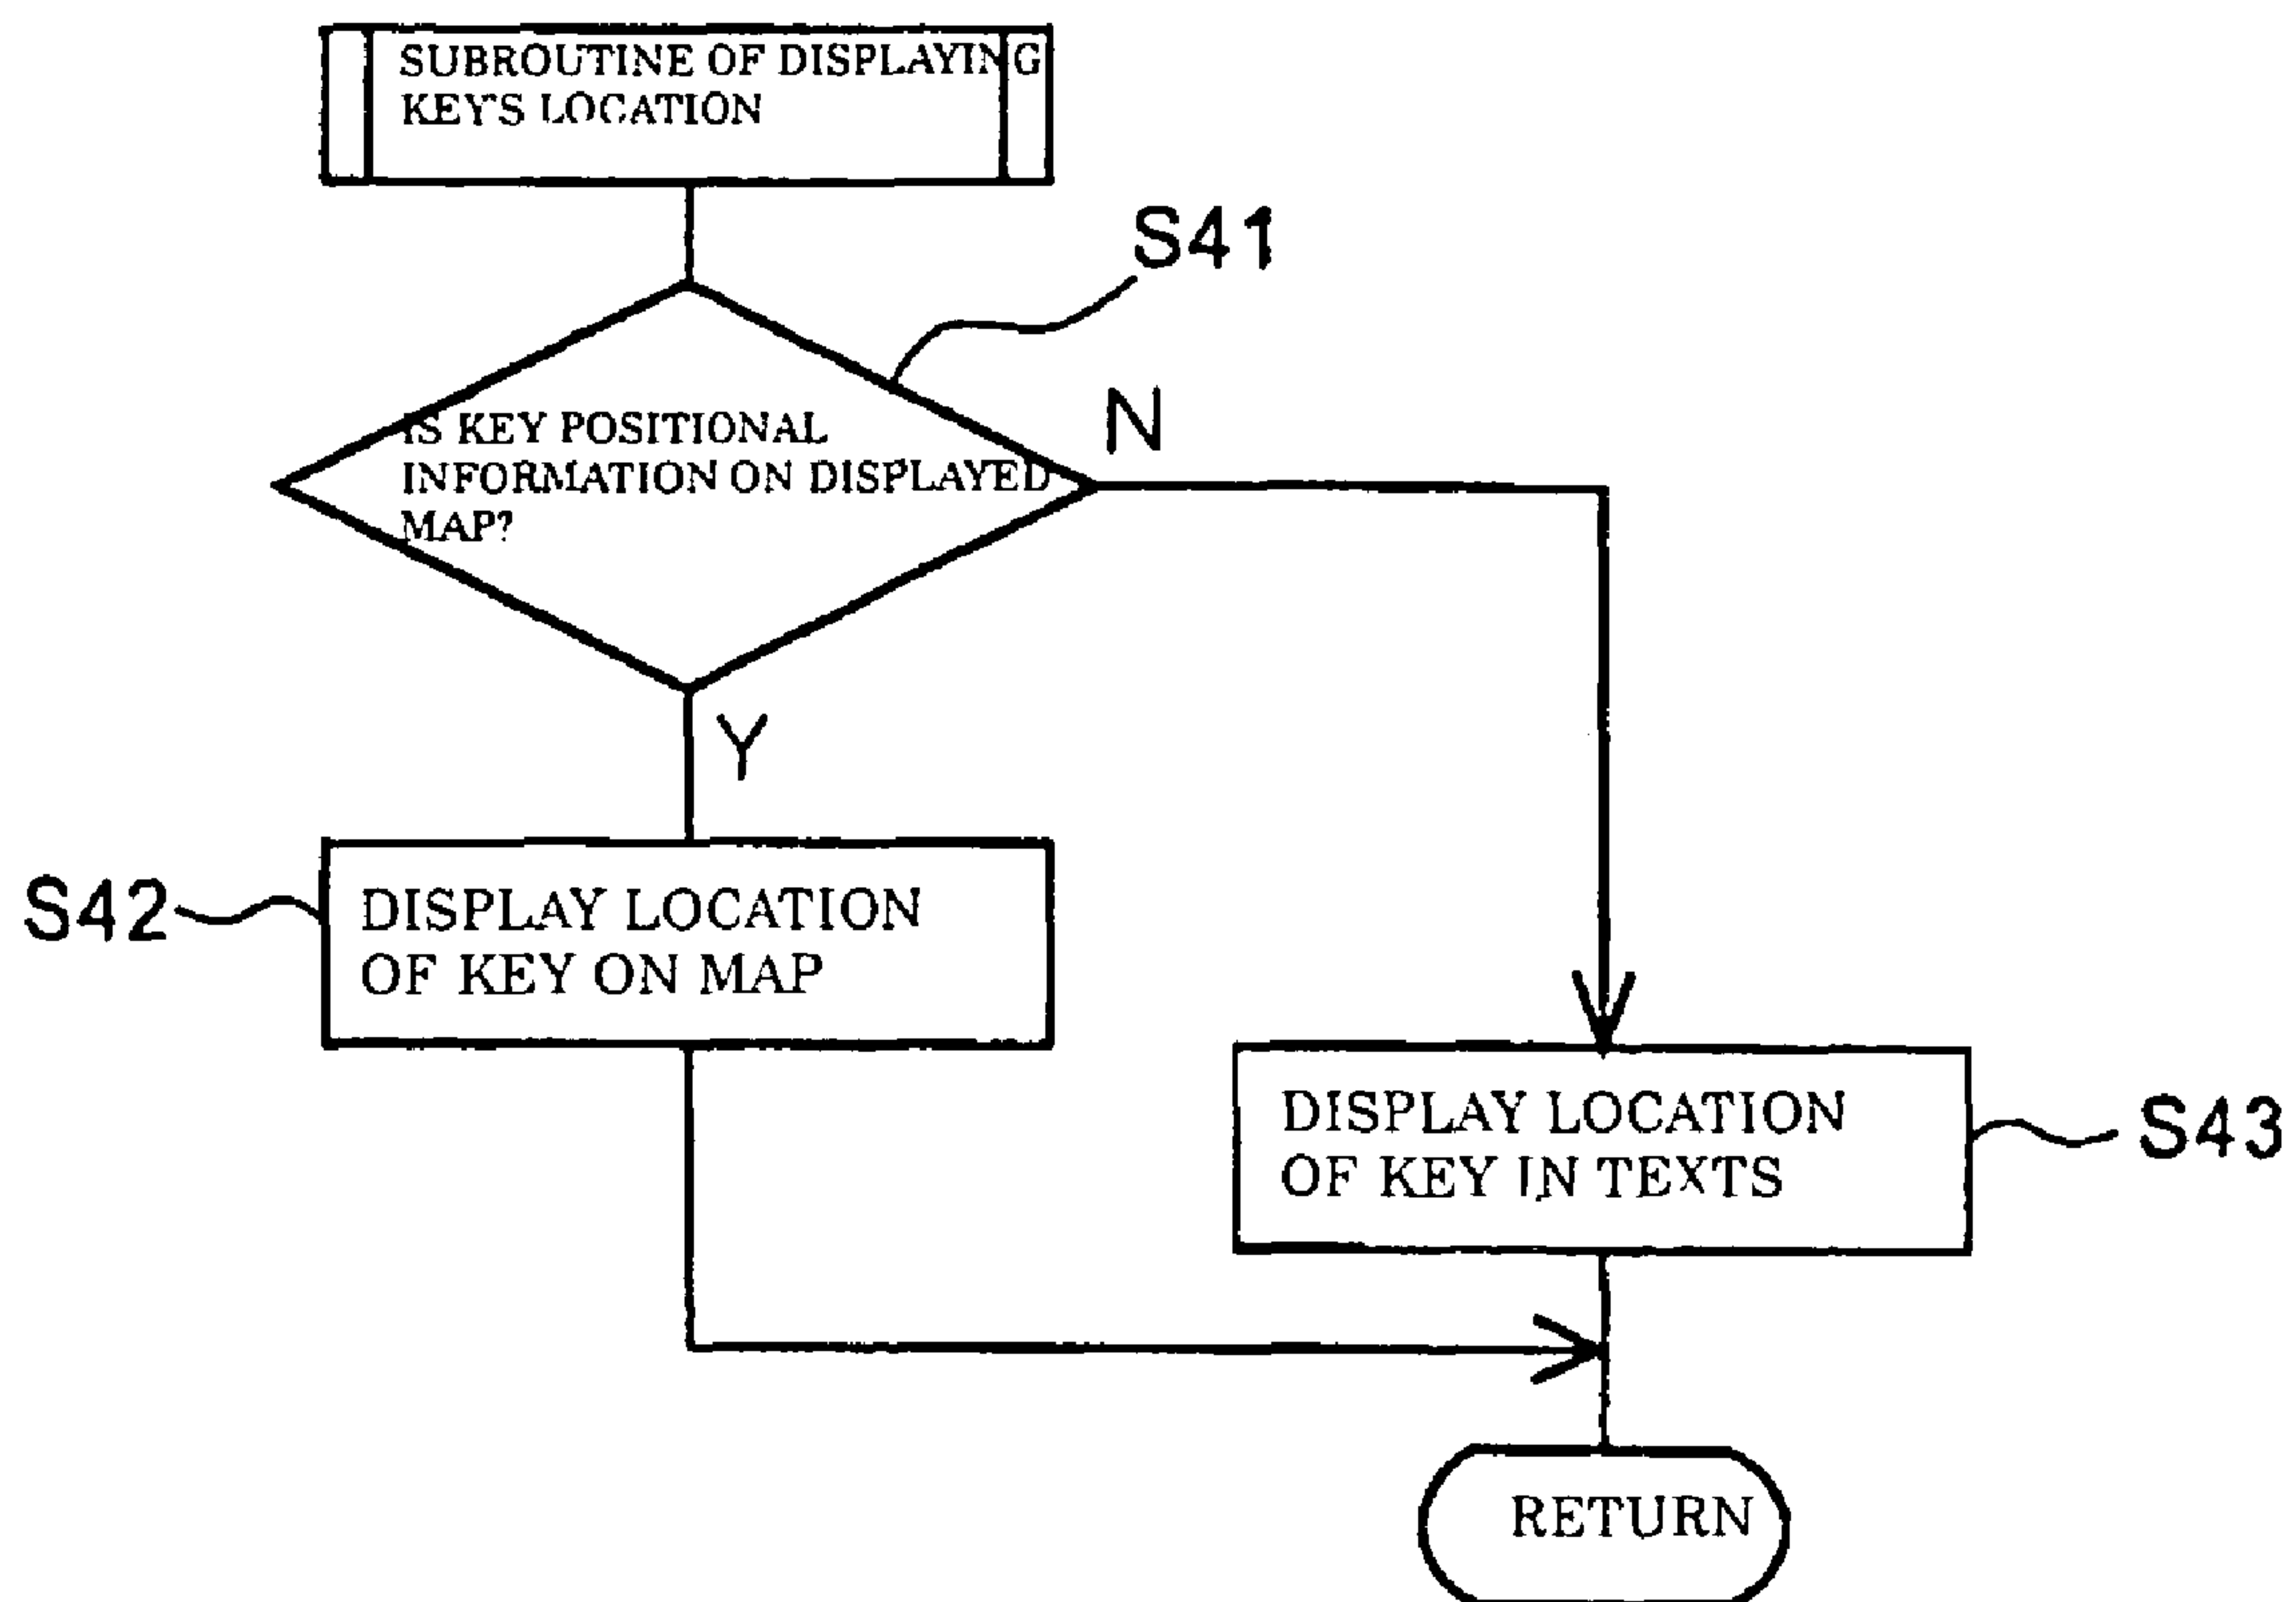 SUBROUTINE OF DISPLAYING
KEY'S LOCATION
S41
IS KEY POSITIONAL
INFORMATION ON DISPLAYED
MAP?
N
Y
S42
DISPLAY LOCATION
OF KEY ON MAP
DISPLAY LOCATION
OF KEY IN TEXTS
S43
RETURN